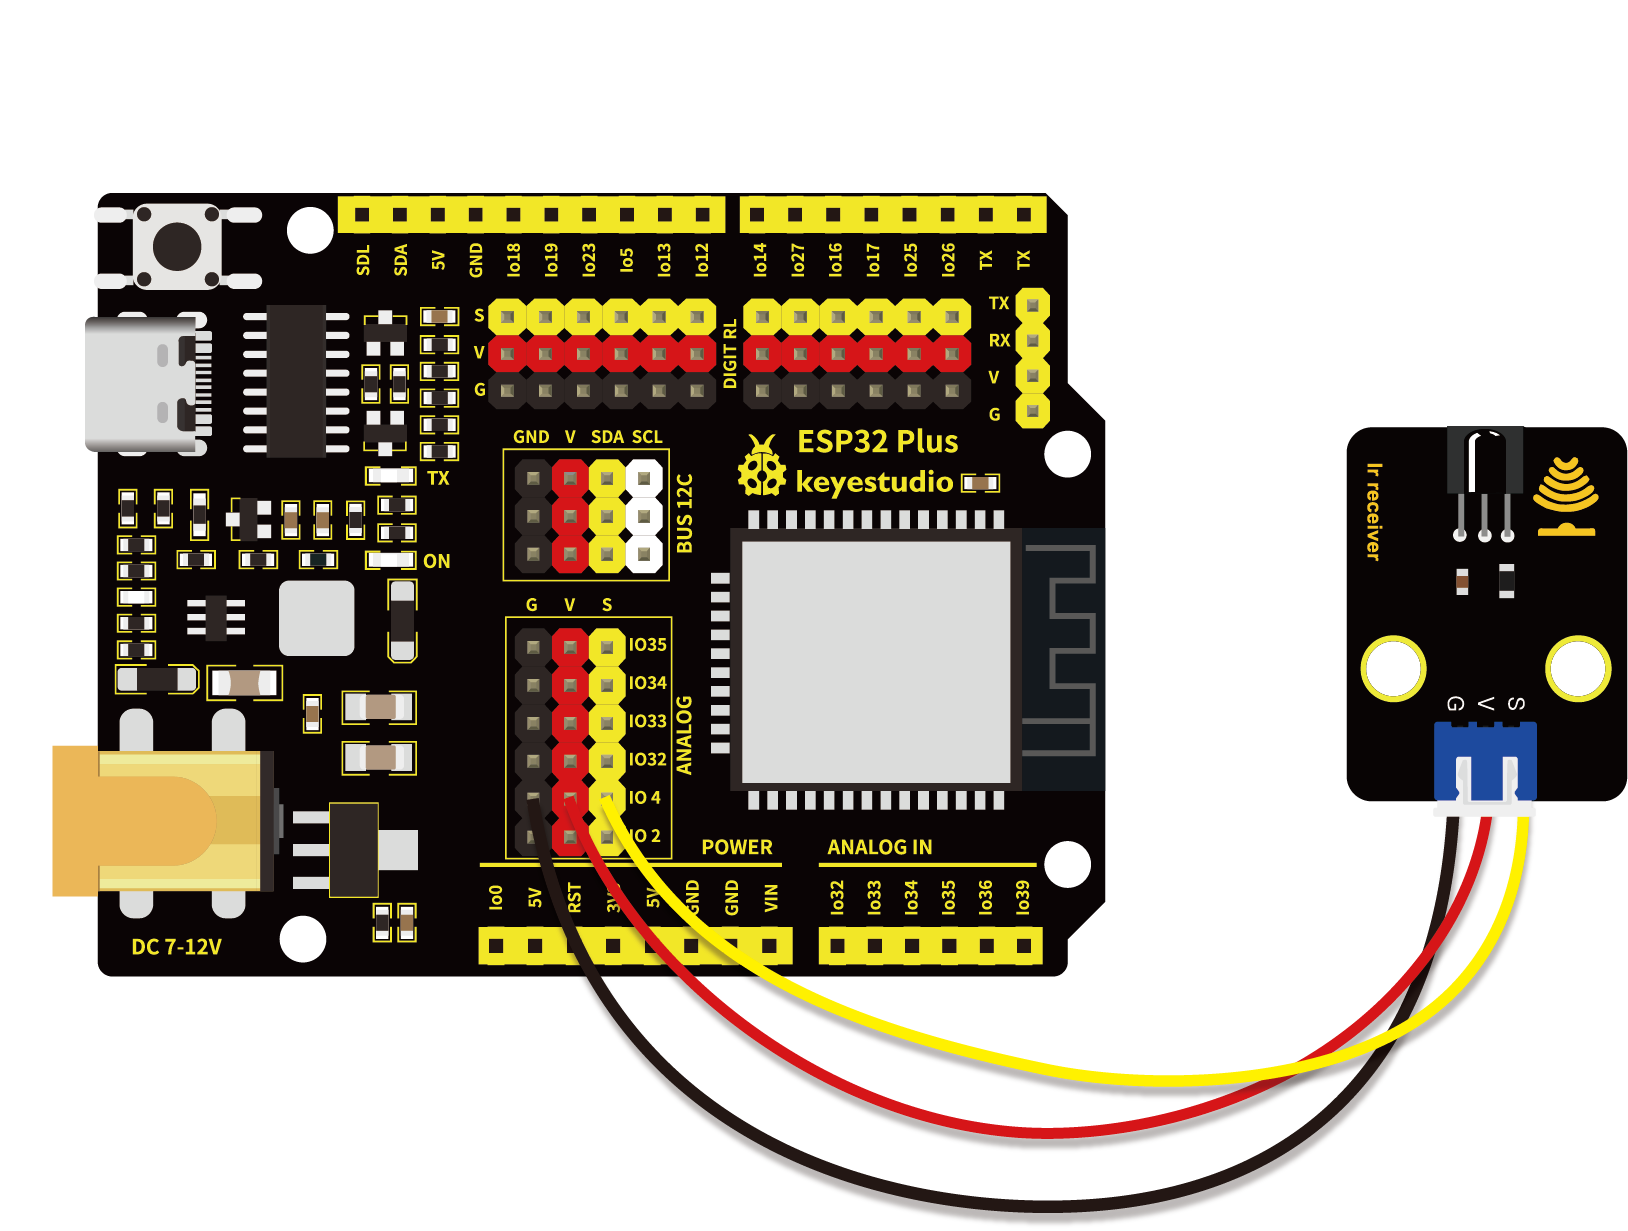 SDL SDA 5V GND Io18 Io19 Io23 Io5 Io13 Io12 Io14 Io27 Io16 Io17 Io25 Io26 TX TX
S
V
G
DIGIT RL
TX
RX
V
G
GND V SDA SCL
BUS 12C
ESP32 Plus
keyestudio
TX
ON
G V S
IO35
IO34
IO33
IO32
IO 4
IO 2
ANALOG
POWER
ANALOG IN
Io0 5V RST 5V GND GND VIN Io32 Io33 Io34 Io35 Io36 Io39
DC 7-12V
Ir receiver
G V S